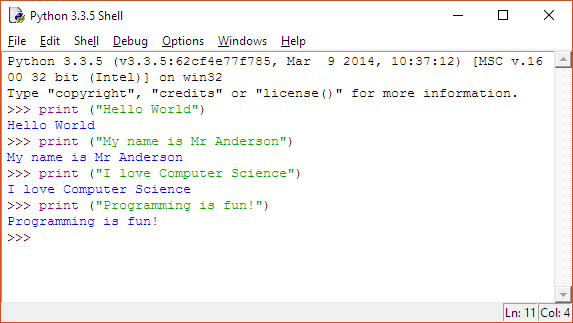 Python 3.3.5 Shell
File Edit Shell Debug Options Windows Help
Python 3.3.5 (v3.3.5:62cf4e77f785, Mar  9 2014, 10:37:12) [MSC v.16
00 32 bit (Intel)] on win32
Type "copyright", "credits" or "license()" for more information.
>>> print ("Hello World")
Hello World
>>> print ("My name is Mr Anderson")
My name is Mr Anderson
>>> print ("I love Computer Science")
I love Computer Science
>>> print ("Programming is fun!")
Programming is fun!
>>>
Ln: 11 Col: 4